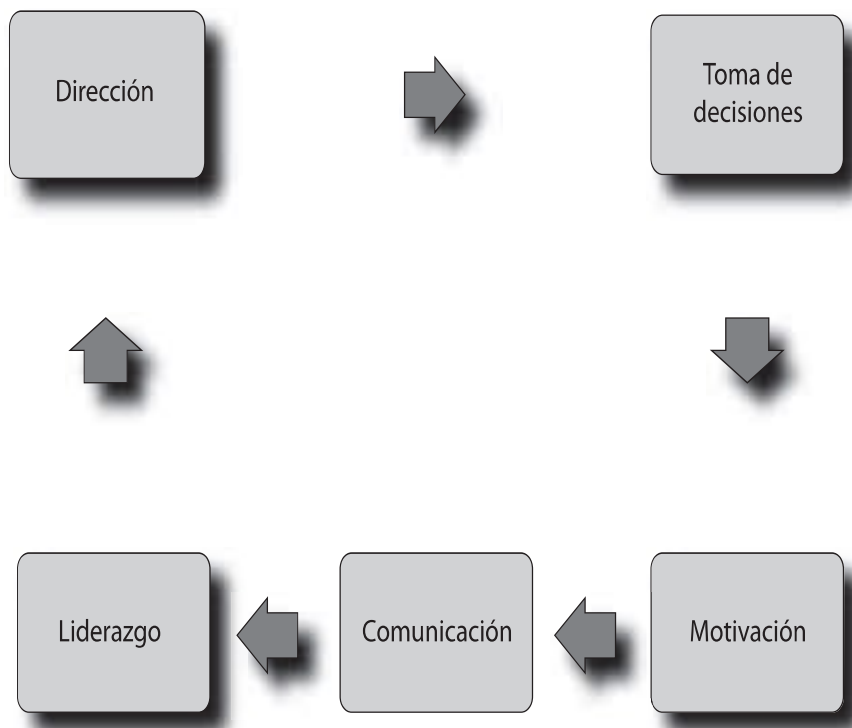 Dirección
Toma de
decisiones
Liderazgo
Comunicación
Motivación